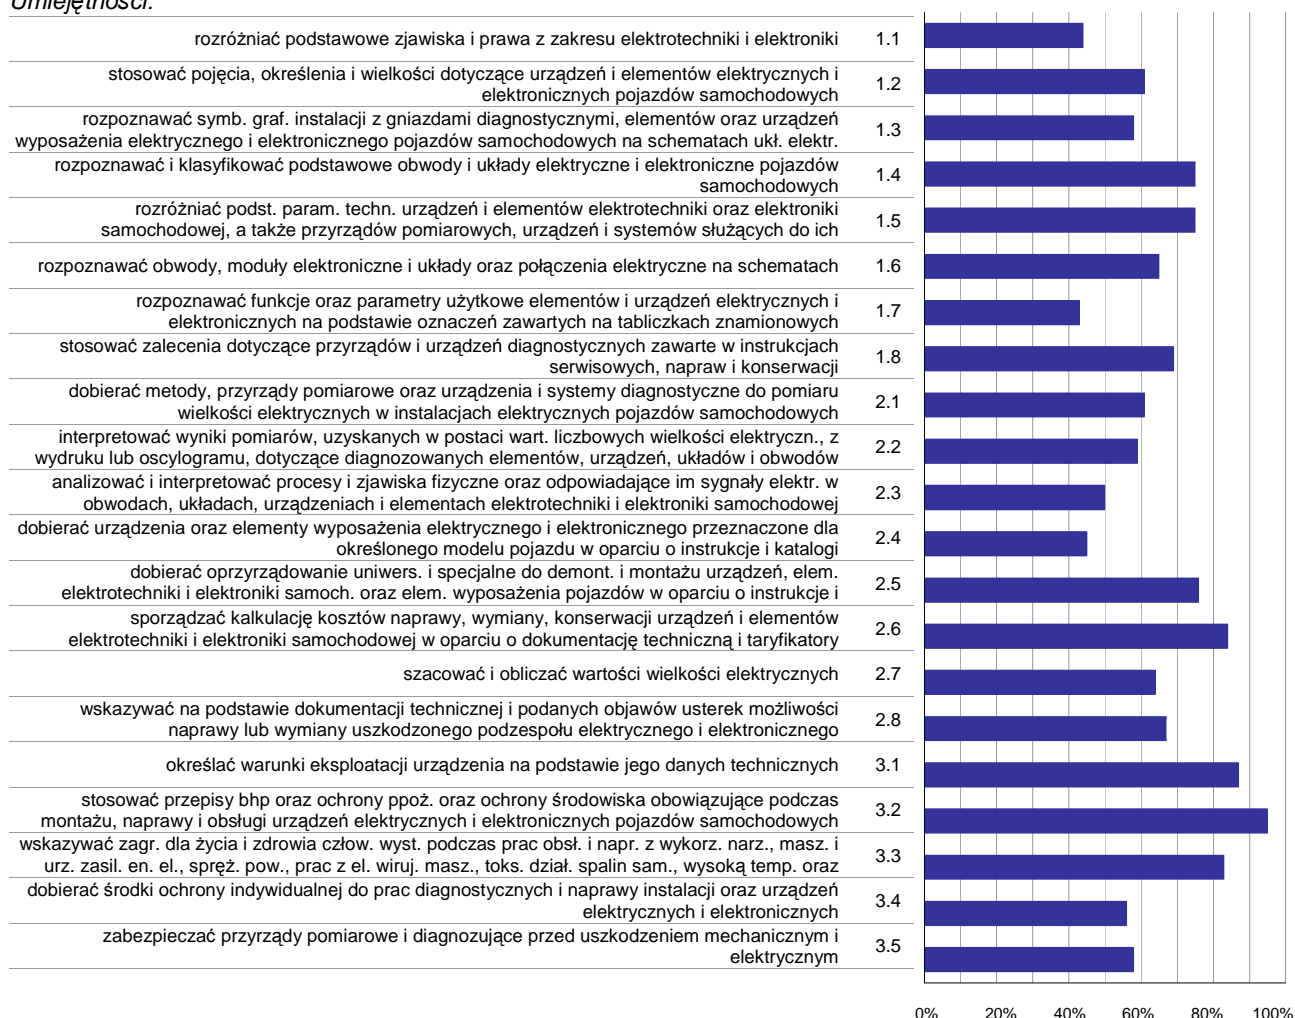 Umiejętności:
rozróżniać podstawowe zjawiska i prawa z zakresu elektrotechniki i elektroniki 1.1
stosować pojęcia, określenia i wielkości dotyczące urządzeń i elementów elektrycznych i
elektronicznych pojazdów samochodowych 1.2
rozpoznawać symb. graf. instalacji z gniazdami diagnostycznymi, elementów oraz urządzeń
wyposażenia elektrycznego i elektronicznego pojazdów samochodowych na schematach ukł. elektr. 1.3
rozpoznawać i klasyfikować podstawowe obwody i układy elektryczne i elektroniczne pojazdów
samochodowych 1.4
rozróżniać podst. param. techn. urządzeń i elementów elektrotechniki oraz elektroniki
samochodowej, a także przyrządów pomiarowych, urządzeń i systemów służących do ich 1.5
rozpoznawać obwody, moduły elektroniczne i układy oraz połączenia elektryczne na schematach 1.6
rozpoznawać funkcje oraz parametry użytkowe elementów i urządzeń elektrycznych i
elektronicznych na podstawie oznaczeń zawartych na tabliczkach znamionowych 1.7
stosować zalecenia dotyczące przyrządów i urządzeń diagnostycznych zawarte w instrukcjach
serwisowych, napraw i konserwacji 1.8
dobierać metody, przyrządy pomiarowe oraz urządzenia i systemy diagnostyczne do pomiaru
wielkości elektrycznych w instalacjach elektrycznych pojazdów samochodowych 2.1
interpretować wyniki pomiarów, uzyskanych w postaci wart. liczbowych wielkości elektryczn., z
wydruku lub oscylogramu, dotyczące diagnozowanych elementów, urządzeń, układów i obwodów 2.2
analizować i interpretować procesy i zjawiska fizyczne oraz odpowiadające im sygnały elektr. w
obwodach, układach, urządzeniach i elementach elektrotechniki i elektroniki samochodowej 2.3
dobierać urządzenia oraz elementy wyposażenia elektrycznego i elektronicznego przeznaczone dla
określonego modelu pojazdu w oparciu o instrukcje i katalogi 2.4
dobierać oprzyrządowanie uniwers. i specjalne do demont. i montażu urządzeń, elem.
elektrotechniki i elektroniki samoch. oraz elem. wyposażenia pojazdów w oparciu o instrukcje i 2.5
sporządzać kalkulację kosztów naprawy, wymiany, konserwacji urządzeń i elementów
elektrotechniki i elektroniki samochodowej w oparciu o dokumentację techniczną i taryfikatory 2.6
szacować i obliczać wartości wielkości elektrycznych 2.7
wskazywać na podstawie dokumentacji technicznej i podanych objawów usterek możliwości
naprawy lub wymiany uszkodzonego podzespołu elektrycznego i elektronicznego 2.8
określać warunki eksploatacji urządzenia na podstawie jego danych technicznych 3.1
stosować przepisy bhp oraz ochrony ppoż. oraz ochrony środowiska obowiązujące podczas
montażu, naprawy i obsługi urządzeń elektrycznych i elektronicznych pojazdów samochodowych 3.2
wskazywać zagr. dla życia i zdrowia człow. wyst. podczas prac obsł. i napr. z wykorz. narz., masz. i
urz. zasil. en. el., spręż. pow., prac z el. wiruj. masz., toks. dział. spalin sam., wysoką temp. oraz 3.3
dobierać środki ochrony indywidualnej do prac diagnostycznych i naprawy instalacji oraz urządzeń
elektrycznych i elektronicznych 3.4
zabezpieczać przyrządy pomiarowe i diagnozujące przed uszkodzeniem mechanicznym i
elektrycznym 3.5
0% 20% 40% 60% 80% 100%